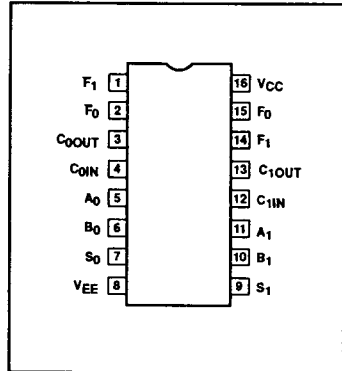 F1 1 16 VCC
F0 2 15 F0
C0OUT 3 14 F1
C0IN 4 13 C1OUT
A0 5 12 C1IN
B0 6 11 A1
S0 7 10 B1
VEE 8 9 S1